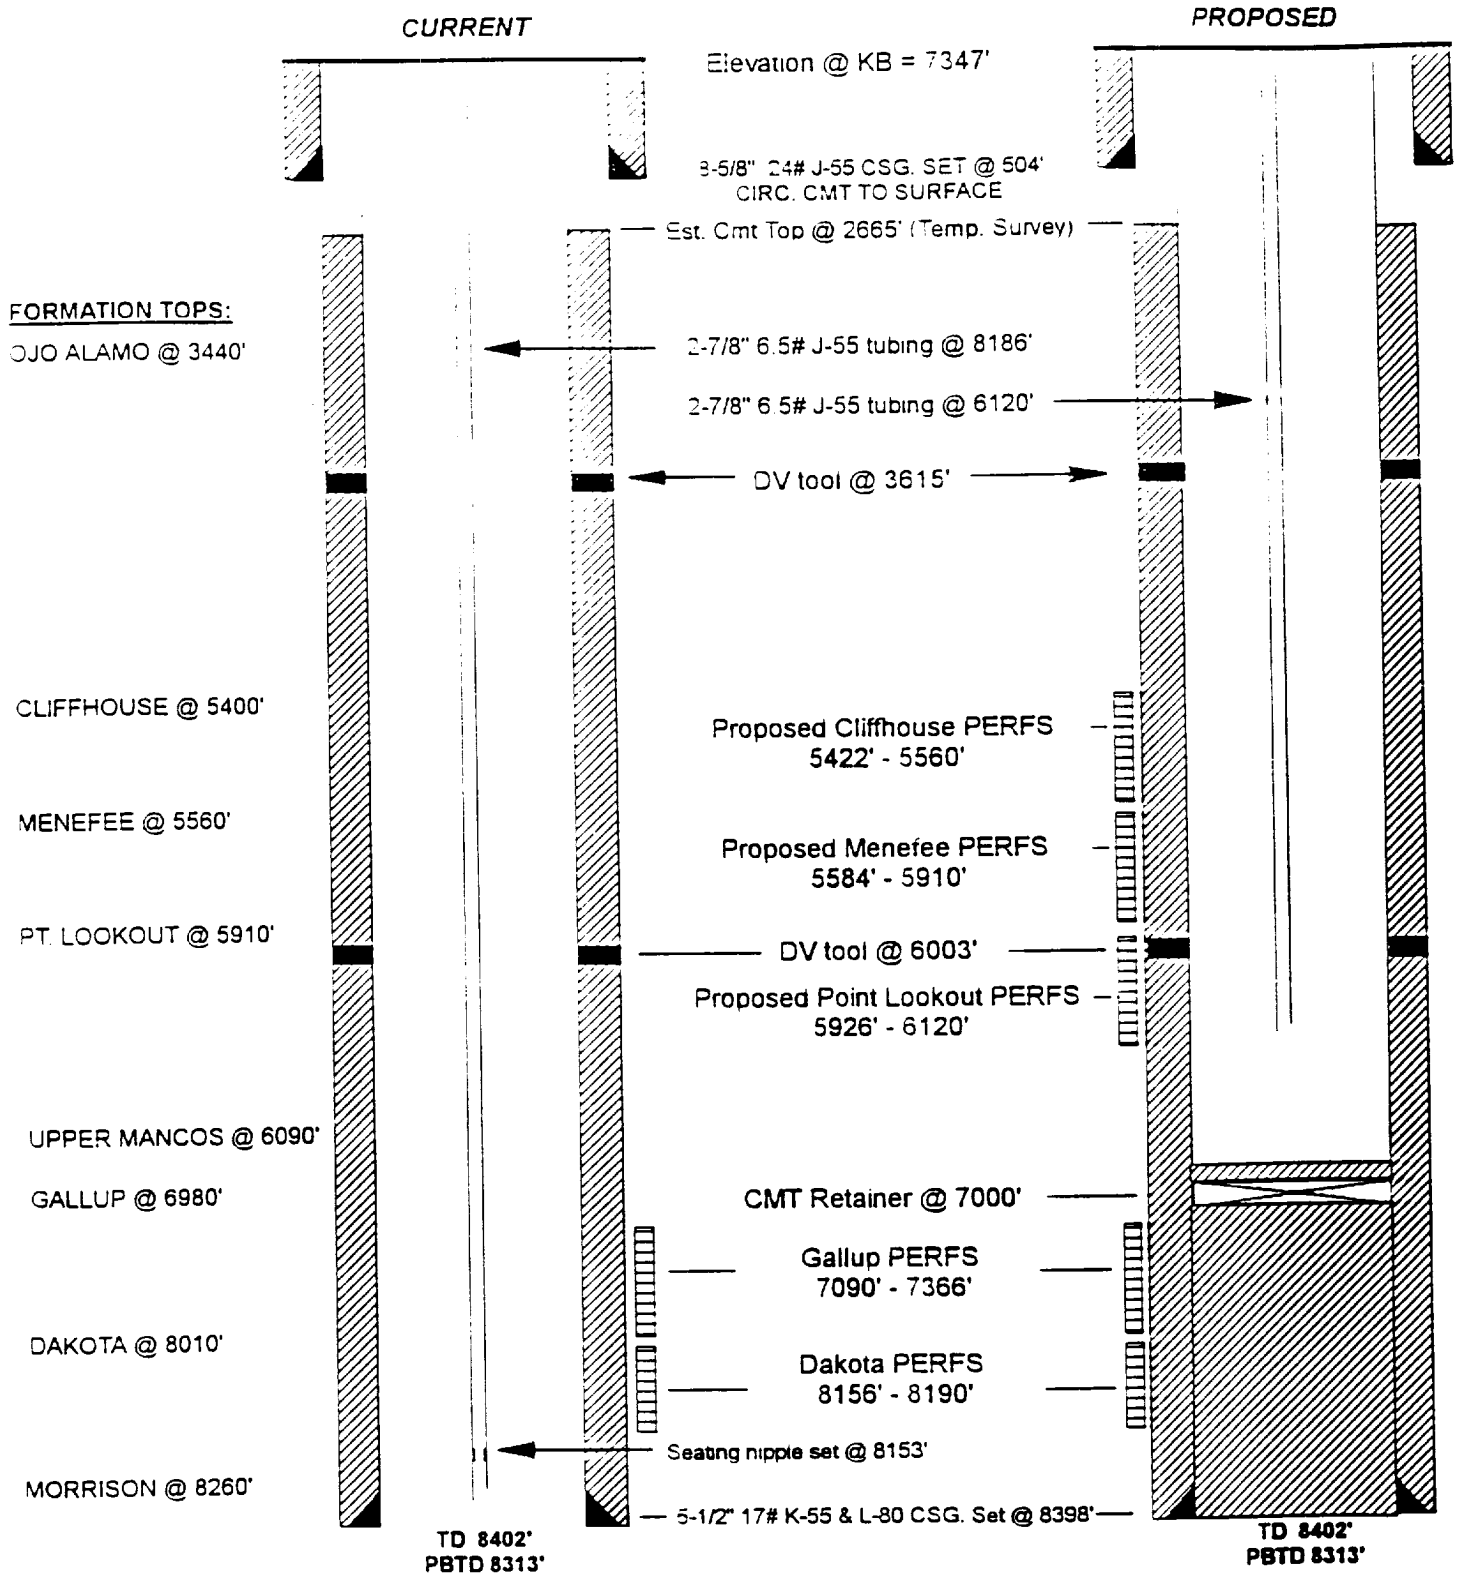 CURRENT
PROPOSED
Elevation @ KB = 7347'
8-5/8" 24# J-55 CSG. SET @ 504'
CIRC. CMT TO SURFACE
Est. Cmt Top @ 2665' (Temp. Survey)
FORMATION TOPS:
OJO ALAMO @ 3440'
2-7/8" 6.5# J-55 tubing @ 8186'
2-7/8" 6.5# J-55 tubing @ 6120'
DV tool @ 3615'
CLIFFHOUSE @ 5400'
Proposed Cliffhouse PERFS
5422' - 5560'
MENEFEE @ 5560'
Proposed Menefee PERFS
5584' - 5910'
PT. LOOKOUT @ 5910'
DV tool @ 6003'
Proposed Point Lookout PERFS
5926' - 6120'
UPPER MANCOS @ 6090'
GALLUP @ 6980'
CMT Retainer @ 7000'
Gallup PERFS
7090' - 7366'
DAKOTA @ 8010'
Dakota PERFS
8156' - 8190'
Seating nipple set @ 8153'
MORRISON @ 8260'
5-1/2" 17# K-55 & L-80 CSG. Set @ 8398'
TD 8402'
PBTD 8313'
TD 8402'
PBTD 8313'